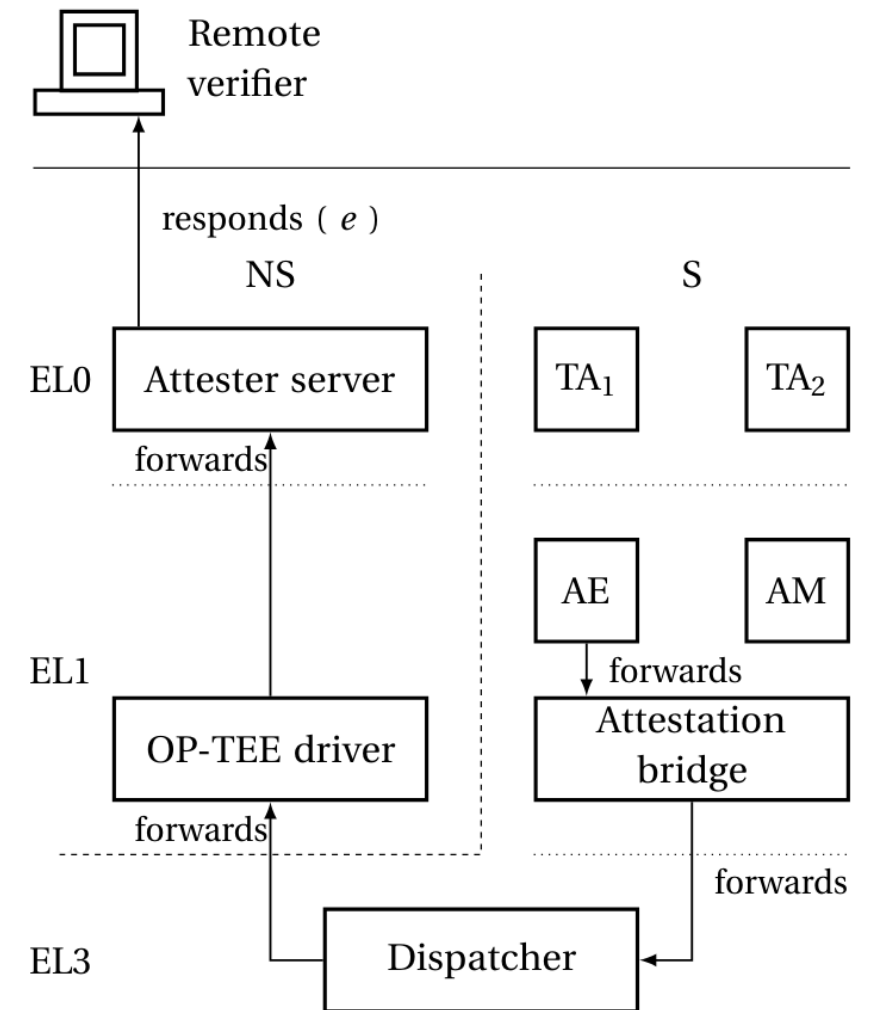 Remote
verifier
responds ( e )
NS
S
EL0
Attester server
TA1
TA2
forwards
AE
AM
EL1
forwards
OP-TEE driver
Attestation
bridge
forwards
forwards
EL3
Dispatcher